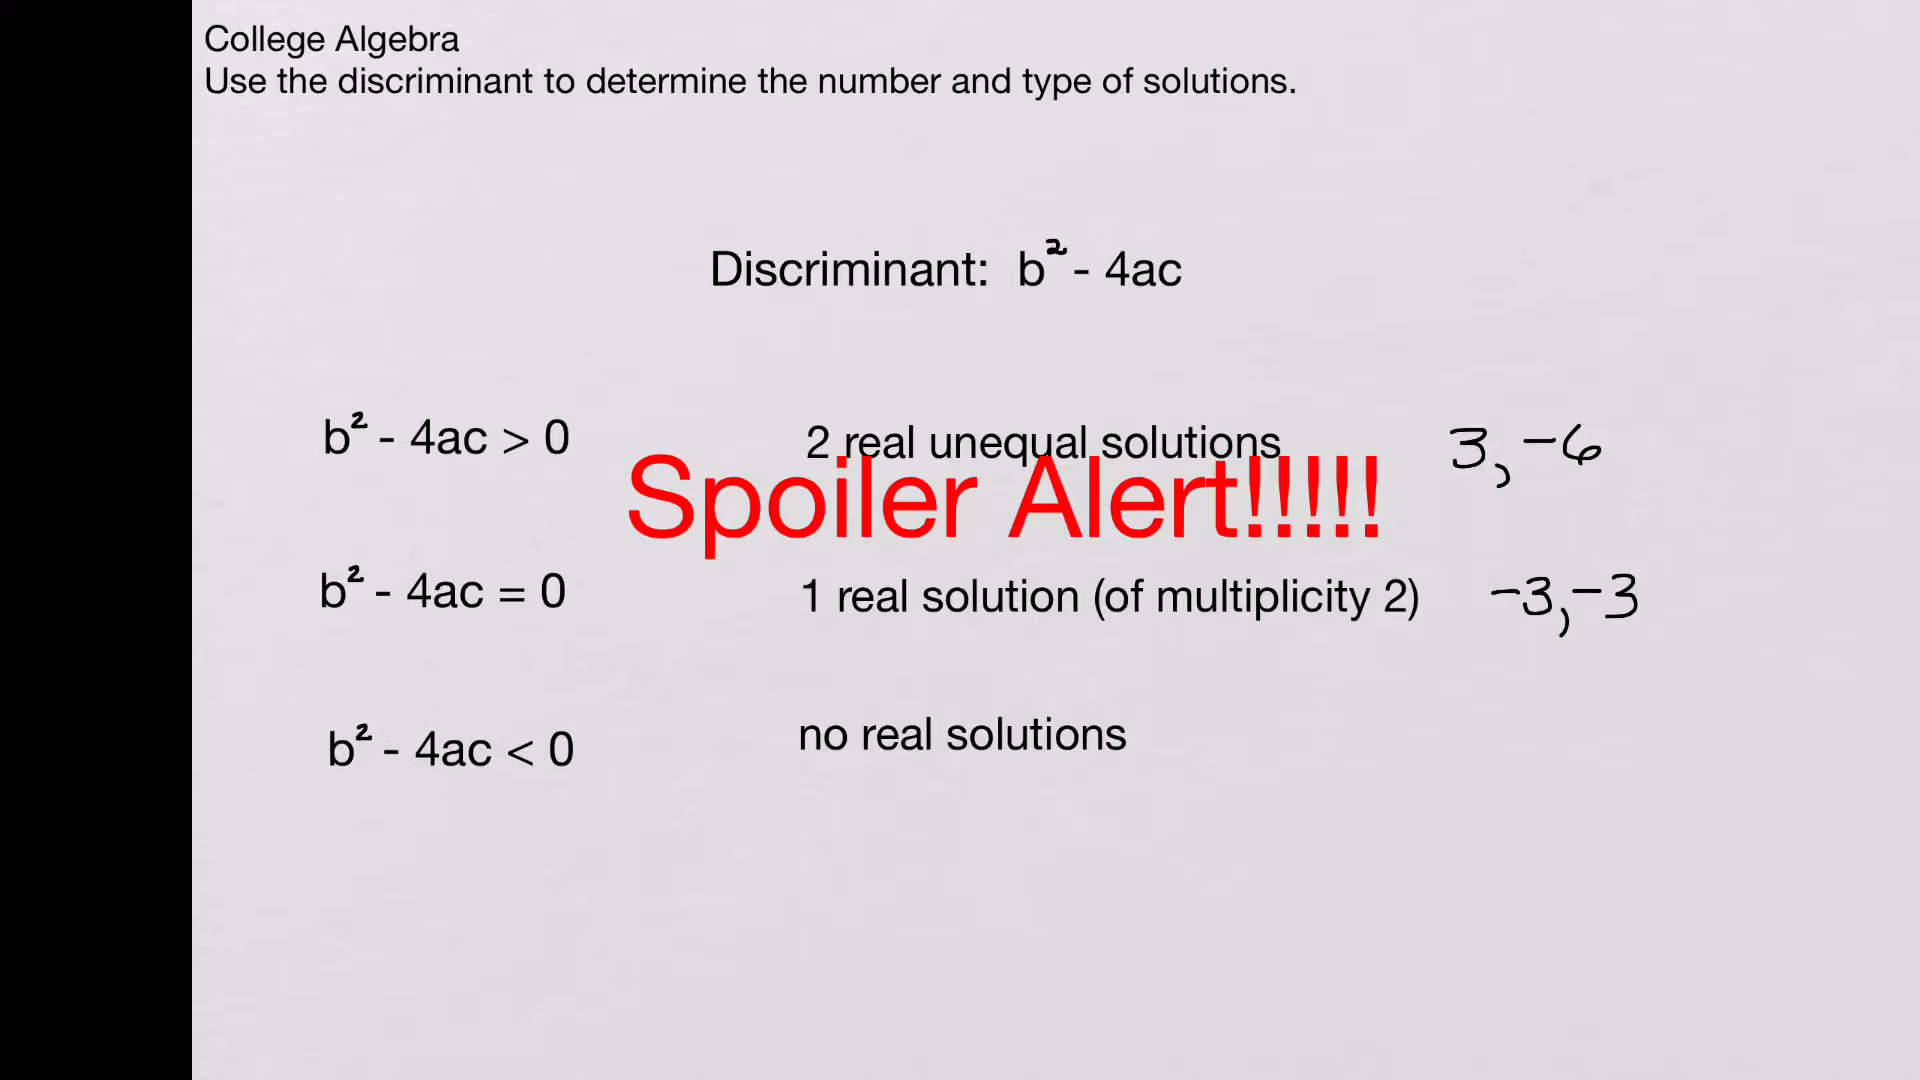 College Algebra
Use the discriminant to determine the number and type of solutions.
Discriminant: b² - 4ac
b² - 4ac > 0 2 real unequal solutions 3, -6
Spoiler Alert!!!!!
b² - 4ac = 0 1 real solution (of multiplicity 2) -3, -3
b² - 4ac < 0 no real solutions